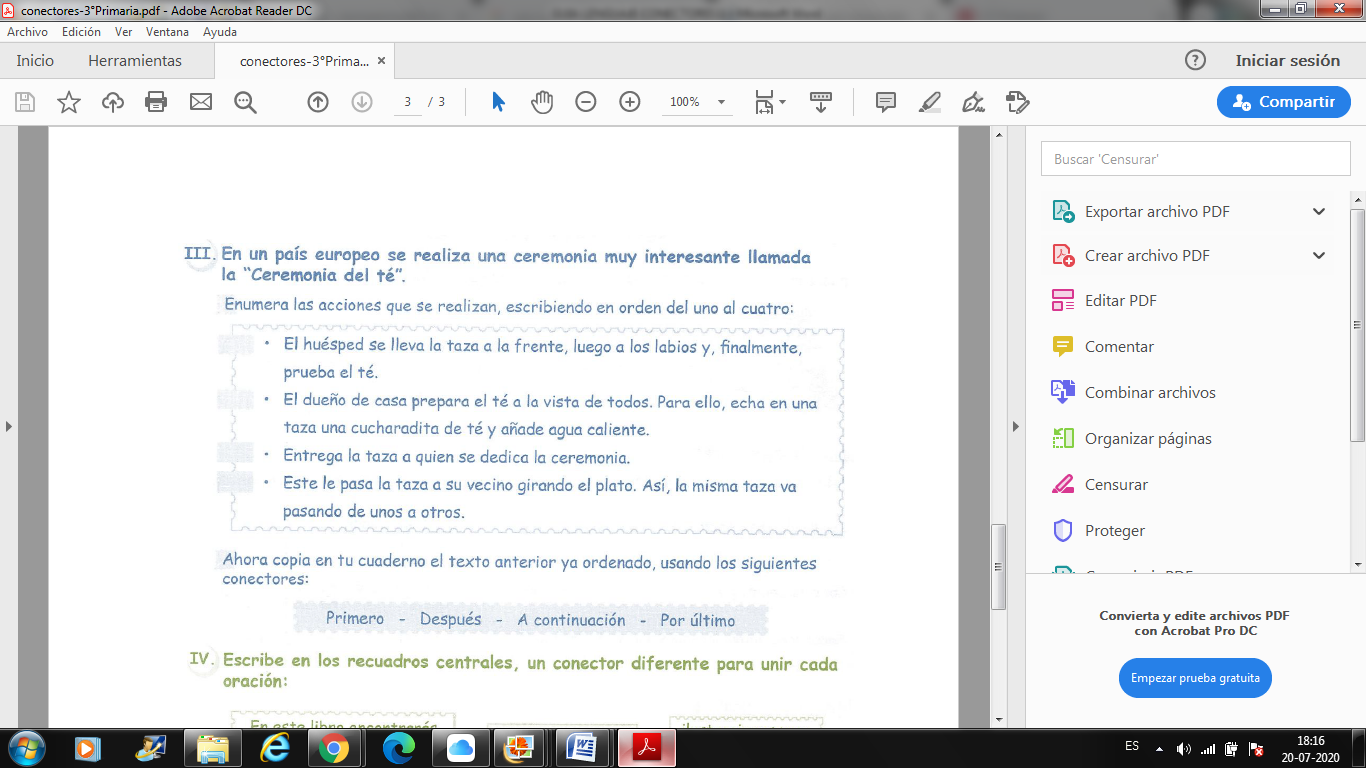 conectores-3°Primaria.pdf - Adobe Acrobat Reader DC
Archivo Edición Ver Ventana Ayuda
Inicio Herramientas conectores-3°Prima... × Iniciar sesión
3 / 3 100% Compartir
Buscar 'Censurar'
Exportar archivo PDF
Crear archivo PDF
Editar PDF
Comentar
Combinar archivos
Organizar páginas
Censurar
Proteger
Convierta y edite archivos PDF
con Acrobat Pro DC
Empezar prueba gratuita
III. En un país europeo se realiza una ceremonia muy interesante llamada
la “Ceremonia del té”.
Enumera las acciones que se realizan, escribiendo en orden del uno al cuatro:
• El huésped se lleva la taza a la frente, luego a los labios y, finalmente,
prueba el té.
• El dueño de casa prepara el té a la vista de todos. Para ello, echa en una
taza una cucharadita de té y añade agua caliente.
• Entrega la taza a quien se dedica la ceremonia.
• Este le pasa la taza a su vecino girando el plato. Así, la misma taza va
pasando de unos a otros.
Ahora copia en tu cuaderno el texto anterior ya ordenado, usando los siguientes
conectores:
Primero - Después - A continuación - Por último
IV. Escribe en los recuadros centrales, un conector diferente para unir cada
oración:
En este libro encontrarás
ES 18:16
20-07-2020